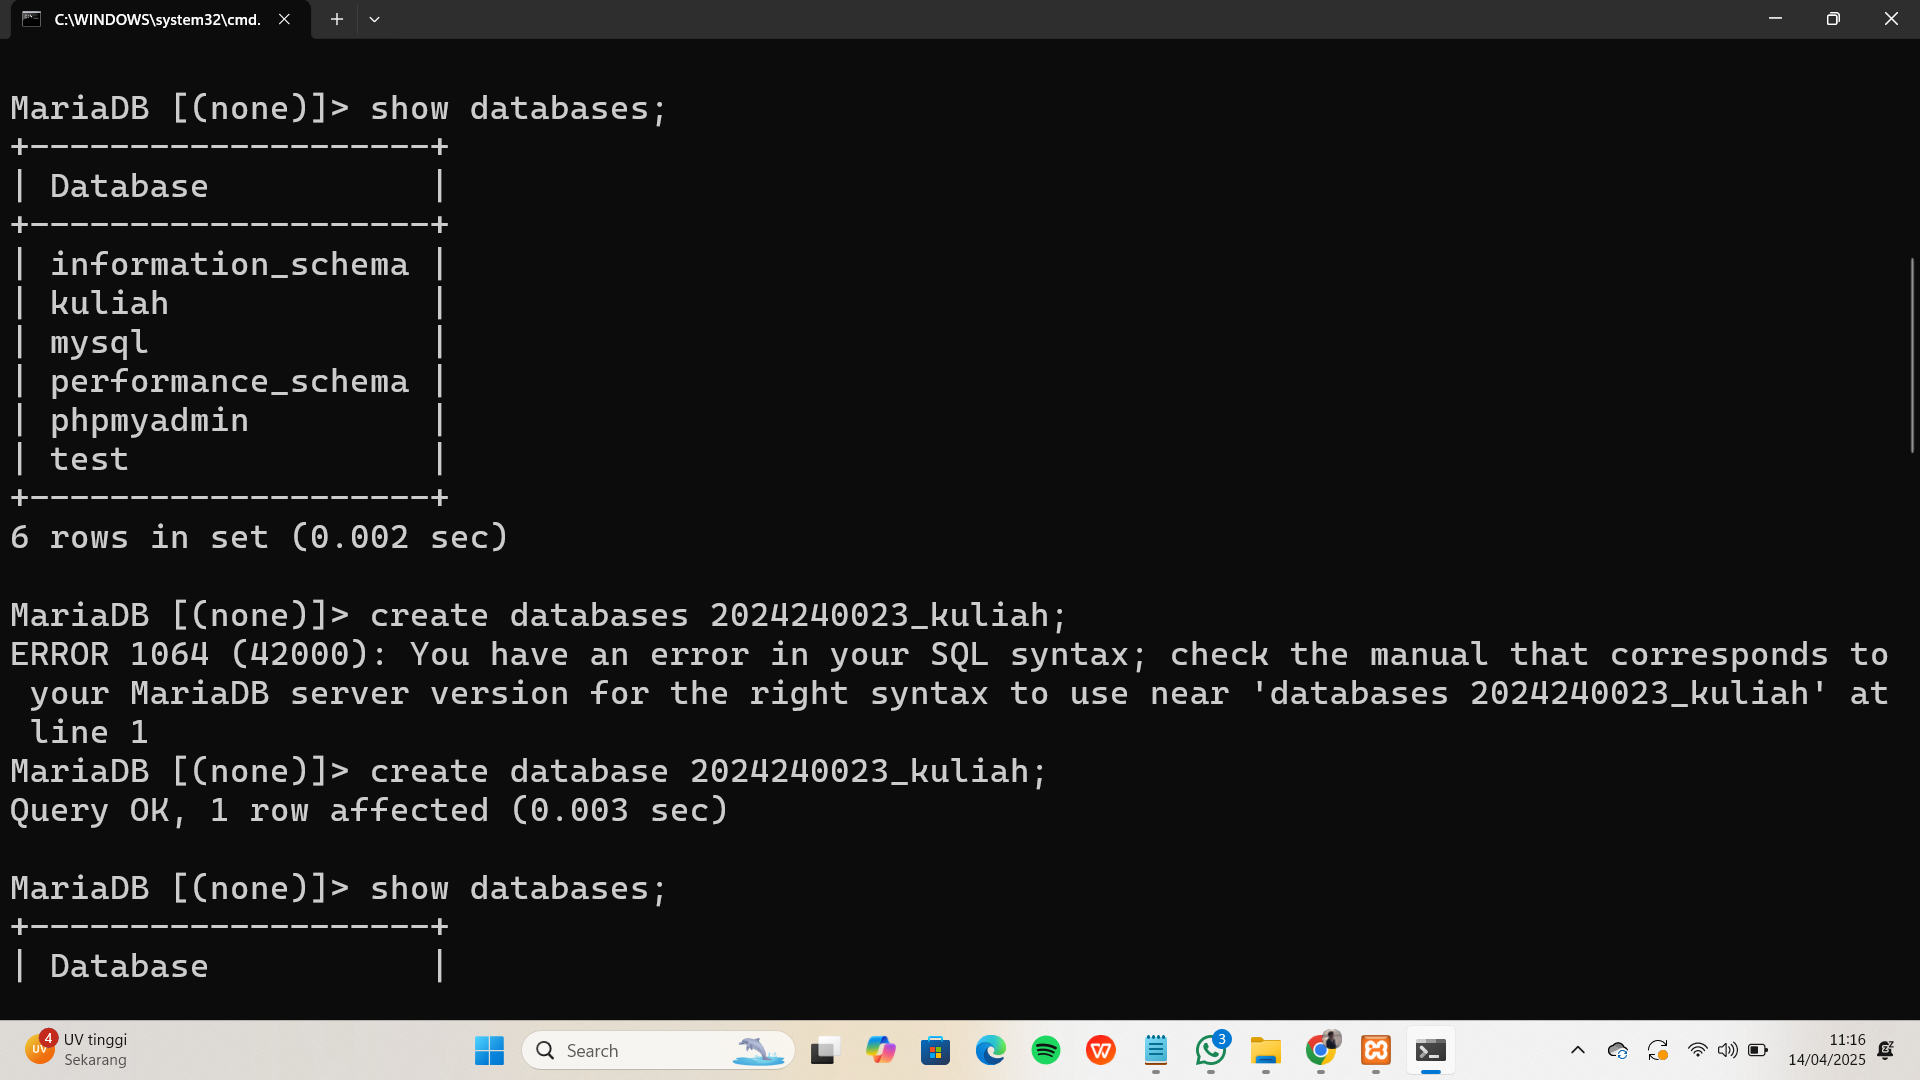 C:\WINDOWS\system32\cmd.
MariaDB [(none)]> show databases;
+--------------------+
| Database           |
+--------------------+
| information_schema |
| kuliah             |
| mysql              |
| performance_schema |
| phpmyadmin         |
| test               |
+--------------------+
6 rows in set (0.002 sec)
MariaDB [(none)]> create databases 2024240023_kuliah;
ERROR 1064 (42000): You have an error in your SQL syntax; check the manual that corresponds to
your MariaDB server version for the right syntax to use near 'databases 2024240023_kuliah' at
line 1
MariaDB [(none)]> create database 2024240023_kuliah;
Query OK, 1 row affected (0.003 sec)
MariaDB [(none)]> show databases;
+--------------------+
| Database           |
UV 4 UV tinggi
Sekarang
Search
3
11:16
14/04/2025